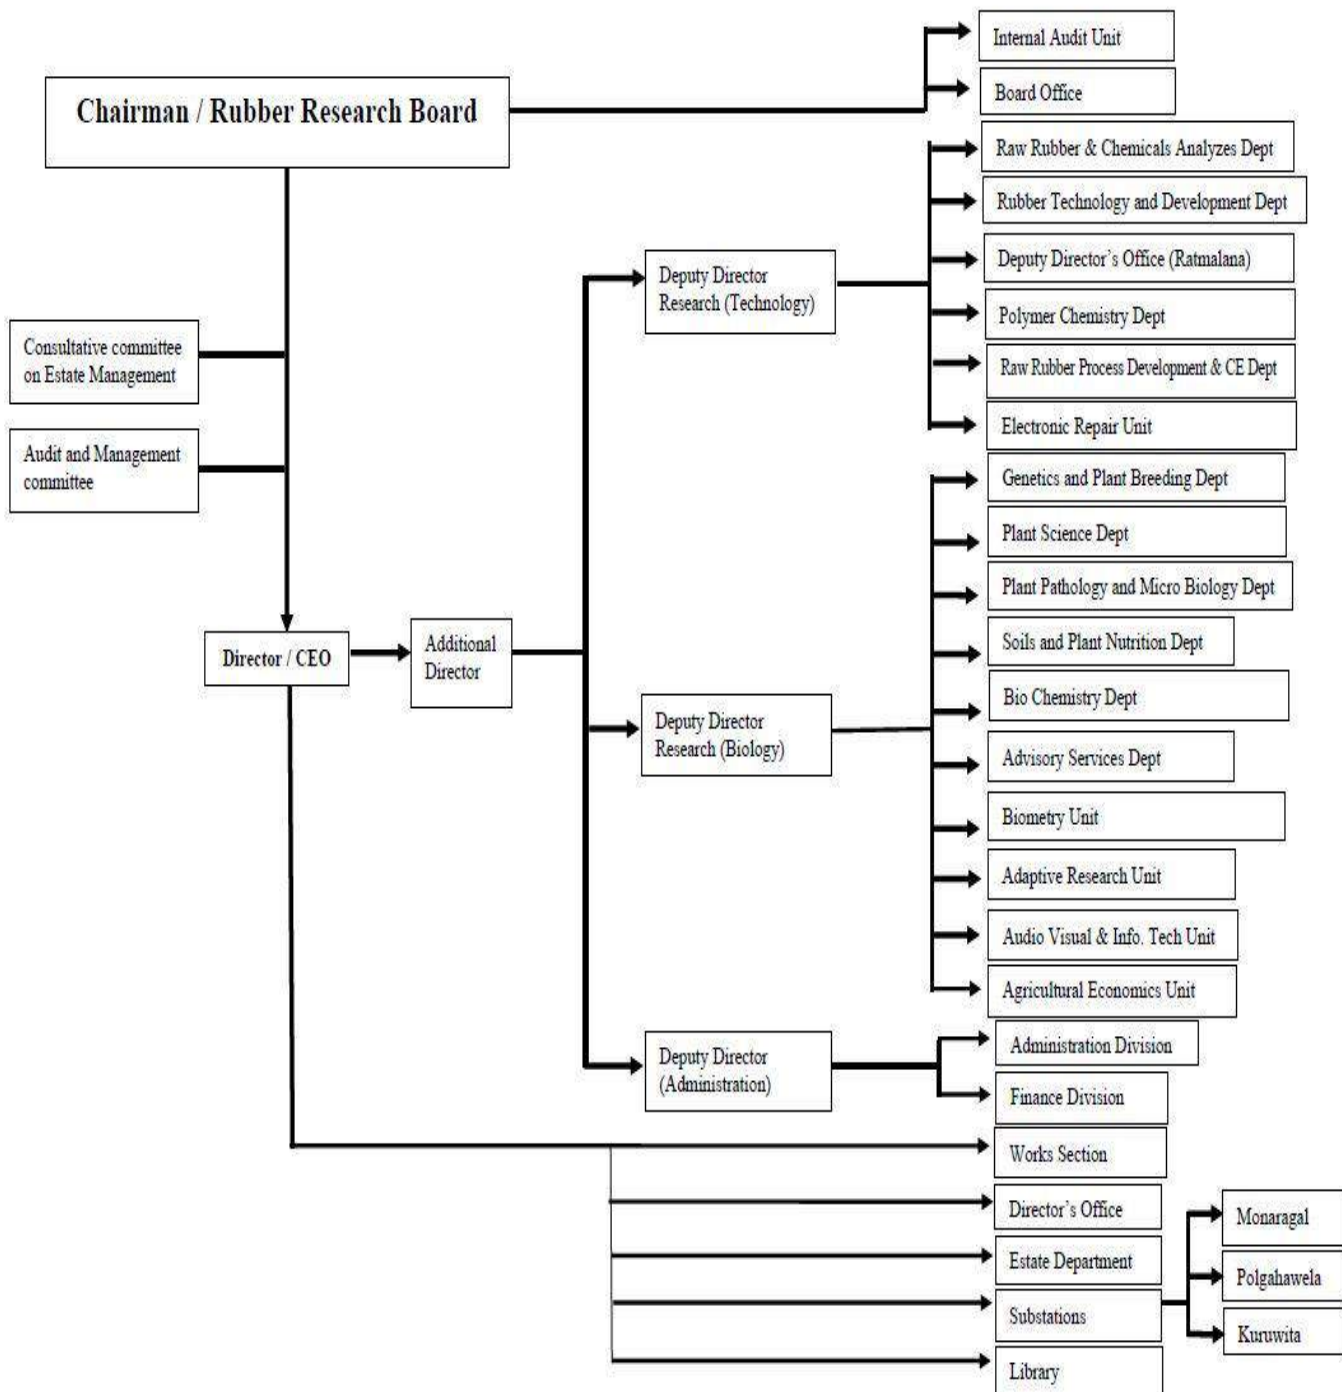 Internal Audit Unit
Chairman / Rubber Research Board
Board Office
Raw Rubber & Chemicals Analyzes Dept
Rubber Technology and Development Dept
Deputy Director
Research (Technology)
Deputy Director's Office (Ratmalana)
Polymer Chemistry Dept
Raw Rubber Process Development & CE Dept
Electronic Repair Unit
Consultative committee
on Estate Management
Audit and Management
committee
Genetics and Plant Breeding Dept
Plant Science Dept
Plant Pathology and Micro Biology Dept
Soils and Plant Nutrition Dept
Director / CEO
Additional
Director
Bio Chemistry Dept
Deputy Director
Research (Biology)
Advisory Services Dept
Biometry Unit
Adaptive Research Unit
Audio Visual & Info. Tech Unit
Agricultural Economics Unit
Deputy Director
(Administration)
Administration Division
Finance Division
Works Section
Director's Office
Estate Department
Substations
Library
Monaragal
Polgahawela
Kuruwita